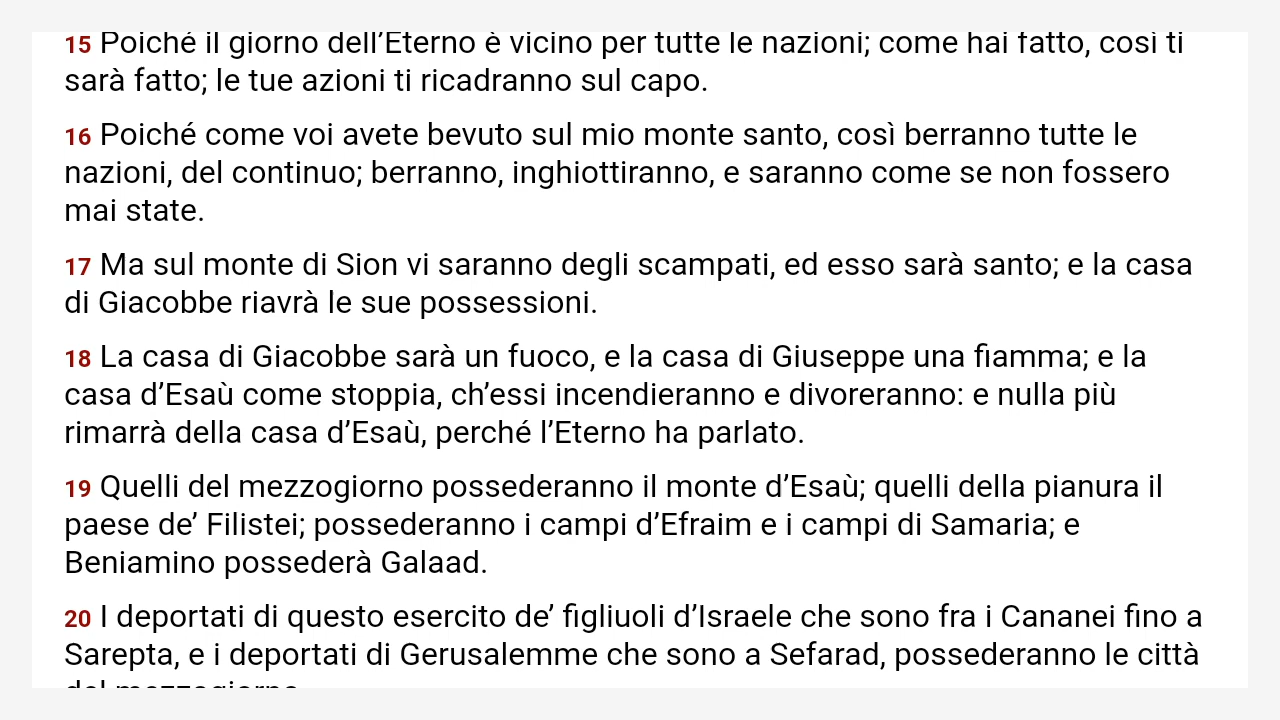 15 Poiché il giorno dell’Eterno è vicino per tutte le nazioni; come hai fatto, così ti
sarà fatto; le tue azioni ti ricadranno sul capo.
16 Poiché come voi avete bevuto sul mio monte santo, così berranno tutte le
nazioni, del continuo; berranno, inghiottiranno, e saranno come se non fossero
mai state.
17 Ma sul monte di Sion vi saranno degli scampati, ed esso sarà santo; e la casa
di Giacobbe riavrà le sue possessioni.
18 La casa di Giacobbe sarà un fuoco, e la casa di Giuseppe una fiamma; e la
casa d’Esaù come stoppia, ch’essi incendieranno e divoreranno: e nulla più
rimarrà della casa d’Esaù, perché l’Eterno ha parlato.
19 Quelli del mezzogiorno possederanno il monte d’Esaù; quelli della pianura il
paese de’ Filistei; possederanno i campi d’Efraim e i campi di Samaria; e
Beniamino possederà Galaad.
20 I deportati di questo esercito de’ figliuoli d’Israele che sono fra i Cananei fino a
Sarepta, e i deportati di Gerusalemme che sono a Sefarad, possederanno le città
del mezzogiorno.